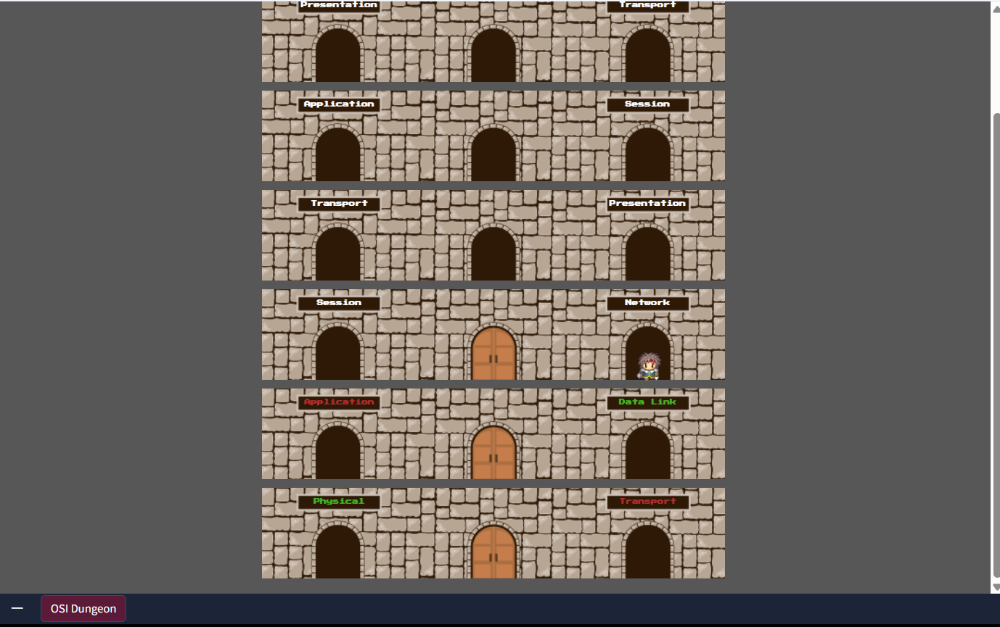 Presentation Transport
Application Session
Transport Presentation
Session Network
Application Data Link
Physical Transport
OSI Dungeon